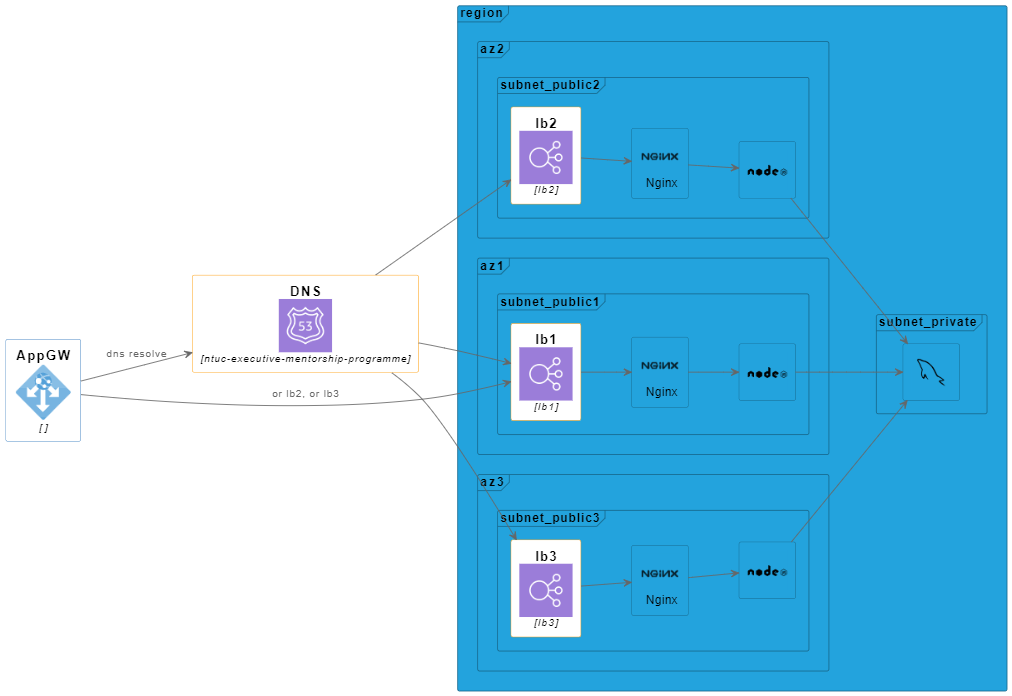 region
az2
subnet_public2
lb2
NGINX
Nginx
node
[lb2]
az1
DNS
53
[ntuc-executive-mentorship-programme]
subnet_public1
lb1
NGINX
Nginx
node
[lb1]
subnet_private
AppGW
[]
dns resolve
or lb2, or lb3
az3
subnet_public3
lb3
NGINX
Nginx
node
[lb3]